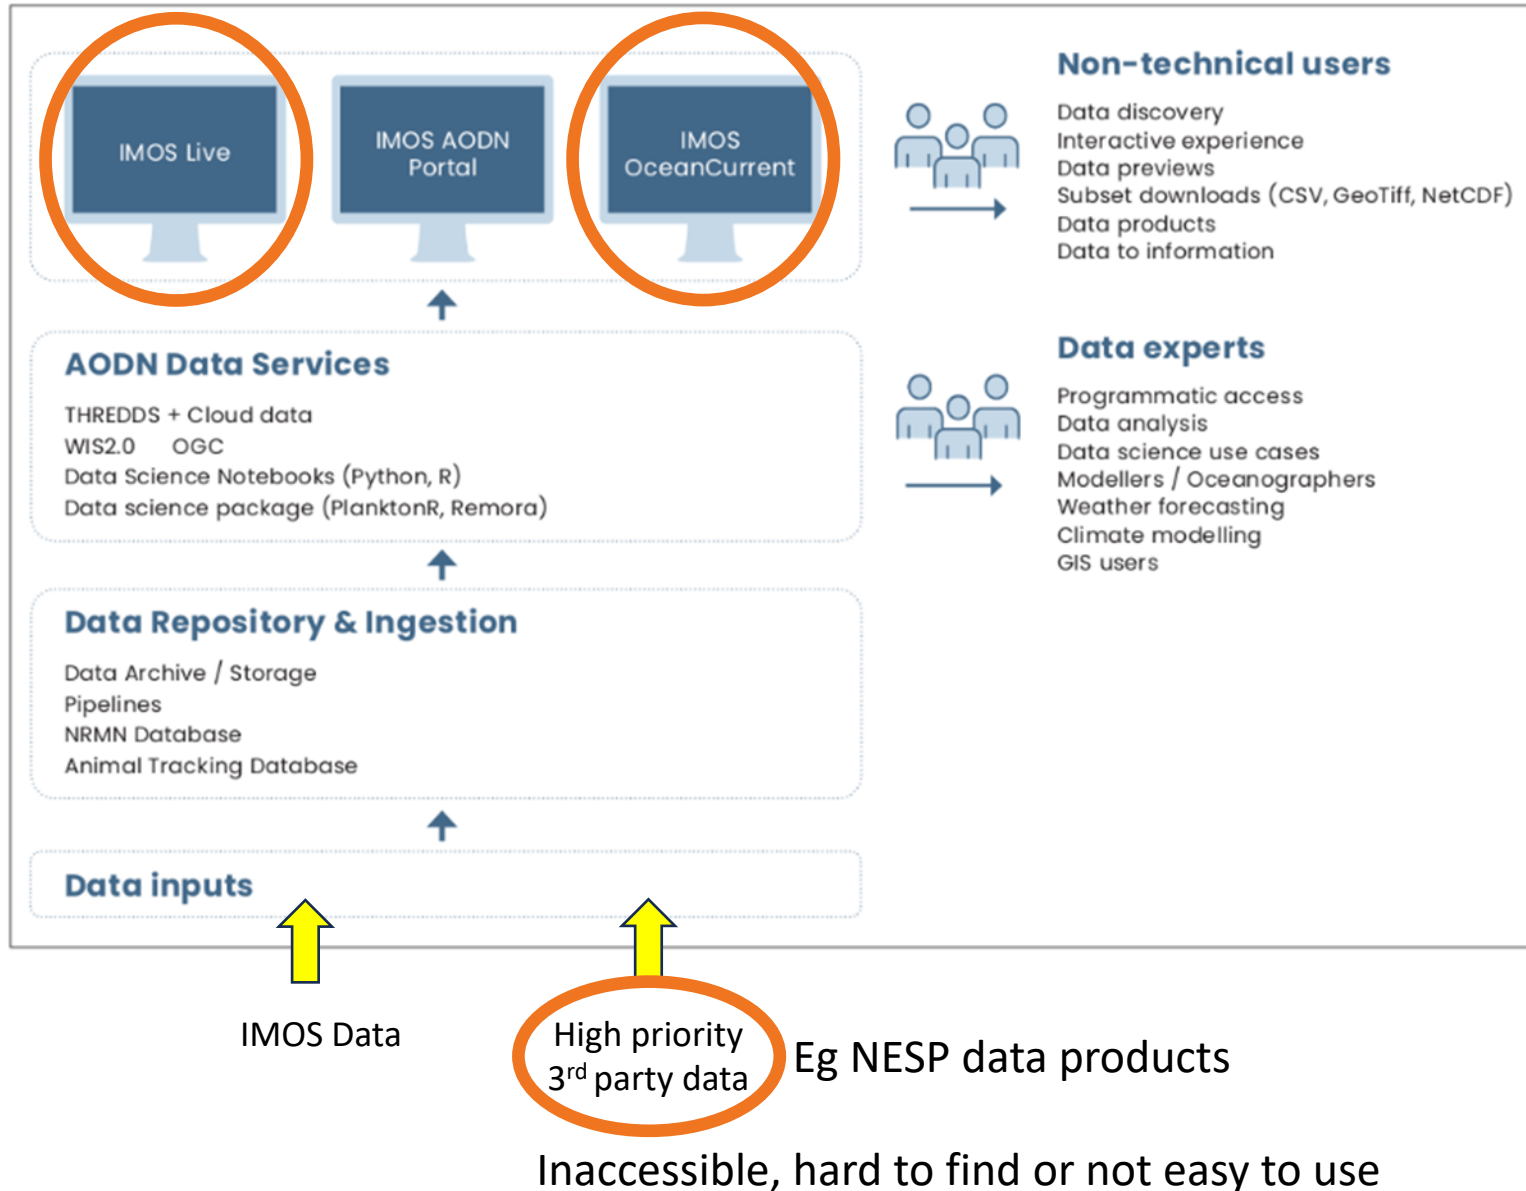 IMOS Live
IMOS AODN
Portal
IMOS
OceanCurrent
Non-technical users
Data discovery
Interactive experience
Data previews
Subset downloads (CSV, GeoTiff, NetCDF)
Data products
Data to information
AODN Data Services
THREDDS + Cloud data
WIS2.0 OGC
Data Science Notebooks (Python, R)
Data science package (PlanktonR, Remora)
Data experts
Programmatic access
Data analysis
Data science use cases
Modellers / Oceanographers
Weather forecasting
Climate modelling
GIS users
Data Repository & Ingestion
Data Archive / Storage
Pipelines
NRMN Database
Animal Tracking Database
Data inputs
IMOS Data
High priority
3rd party data
Eg NESP data products
Inaccessible, hard to find or not easy to use